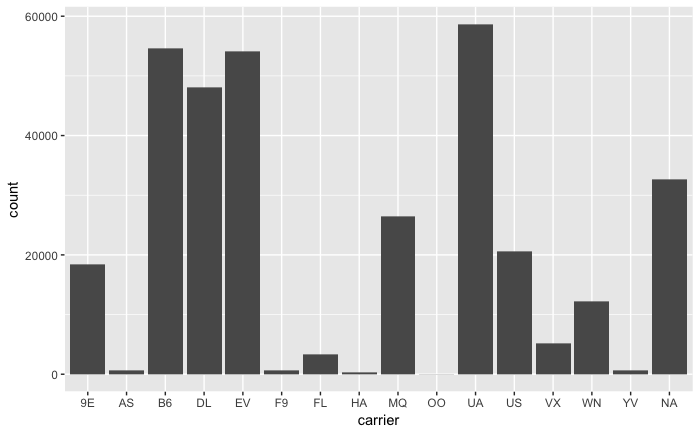 60000
40000
20000
0
count
9E AS B6 DL EV F9 FL HA MQ OO UA US VX WN YV NA
carrier